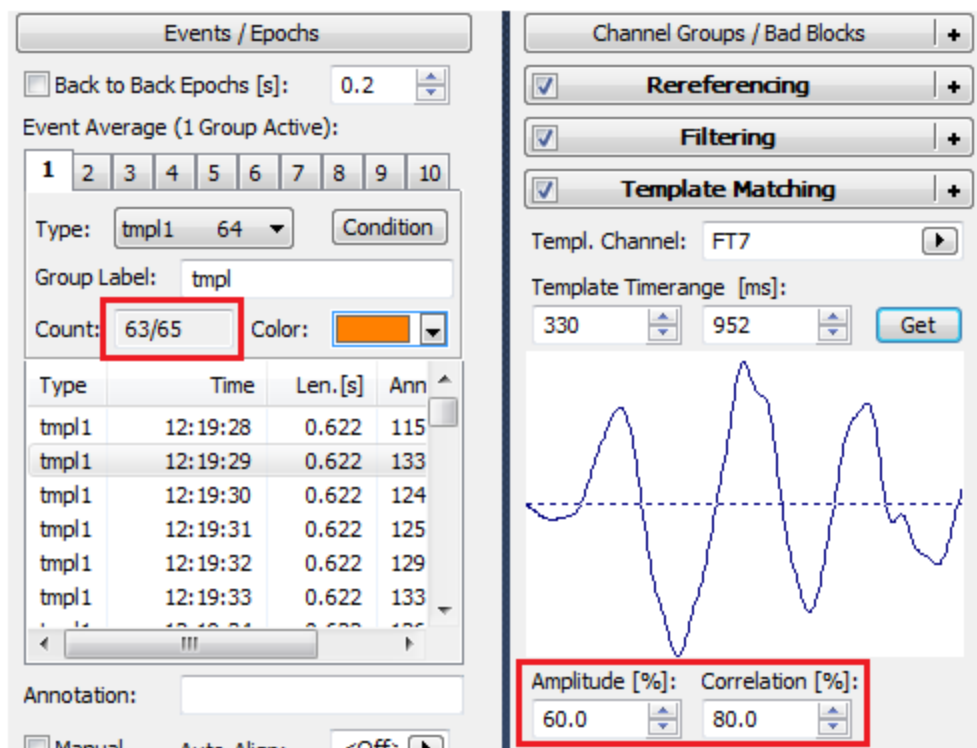 Events / Epochs
Back to Back Epochs [s]: 0.2
Event Average (1 Group Active):
1 2 3 4 5 6 7 8 9 10
Type: tmpl1 64 Condition
Group Label: tmpl
Count: 63/65 Color:
Type Time Len.[s] Ann
tmpl1 12:19:28 0.622 115
tmpl1 12:19:29 0.622 133
tmpl1 12:19:30 0.622 124
tmpl1 12:19:31 0.622 125
tmpl1 12:19:32 0.622 129
tmpl1 12:19:33 0.622 133
Annotation:
Manual Auto Align: <Off>
Channel Groups / Bad Blocks +
Rereferencing +
Filtering +
Template Matching +
Templ. Channel: FT7
Template Timerange [ms]:
330 952 Get
Amplitude [%]: Correlation [%]:
60.0 80.0